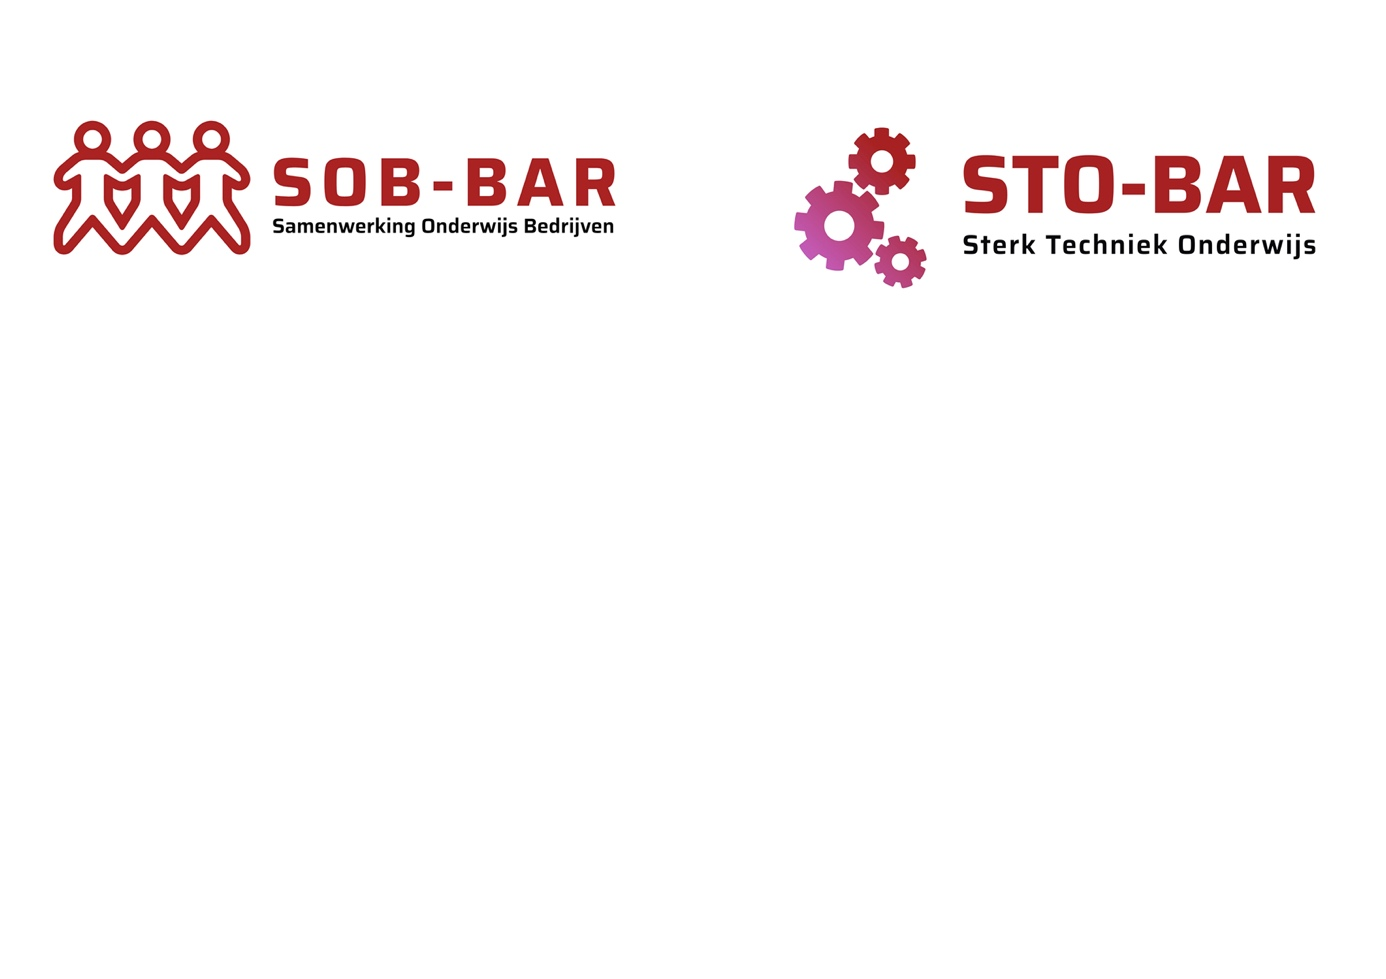 SOB-BAR
Samenwerking Onderwijs Bedrijven
STO-BAR
Sterk Techniek Onderwijs